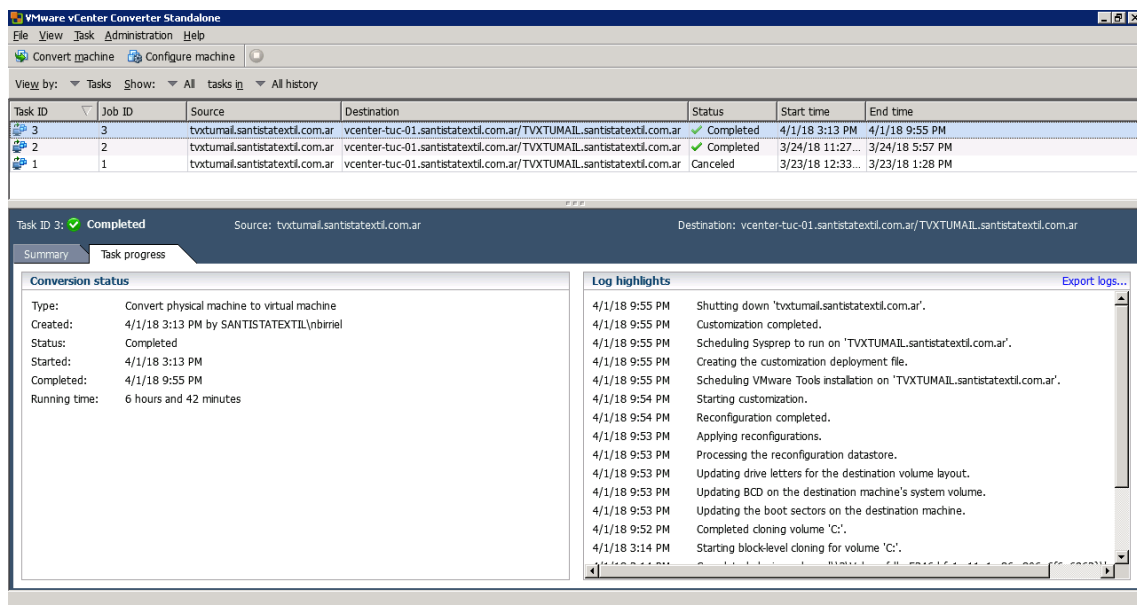 VMware vCenter Converter Standalone
File View Task Administration Help
Convert machine Configure machine
View by: Tasks Show: All tasks in All history
Task ID Job ID Source Destination Status Start time End time
3 3 tvxtumail.santistatextil.com.ar vcenter-tuc-01.santistatextil.com.ar/TVXTUMAIL.santistatextil.com.ar Completed 4/1/18 3:13 PM 4/1/18 9:55 PM
2 2 tvxtumail.santistatextil.com.ar vcenter-tuc-01.santistatextil.com.ar/TVXTUMAIL.santistatextil.com.ar Completed 3/24/18 11:27... 3/24/18 5:57 PM
1 1 tvxtumail.santistatextil.com.ar vcenter-tuc-01.santistatextil.com.ar/TVXTUMAIL.santistatextil.com.ar Canceled 3/23/18 12:33... 3/23/18 1:28 PM
Task ID 3: Completed Source: tvxtumail.santistatextil.com.ar Destination: vcenter-tuc-01.santistatextil.com.ar/TVXTUMAIL.santistatextil.com.ar
Summary Task progress
Conversion status
Type: Convert physical machine to virtual machine
Created: 4/1/18 3:13 PM by SANTISTATEXTIL\nbirriel
Status: Completed
Started: 4/1/18 3:13 PM
Completed: 4/1/18 9:55 PM
Running time: 6 hours and 42 minutes
Log highlights Export logs...
4/1/18 9:55 PM Shutting down 'tvxtumail.santistatextil.com.ar'.
4/1/18 9:55 PM Customization completed.
4/1/18 9:55 PM Scheduling Sysprep to run on 'TVXTUMAIL.santistatextil.com.ar'.
4/1/18 9:55 PM Creating the customization deployment file.
4/1/18 9:55 PM Scheduling VMware Tools installation on 'TVXTUMAIL.santistatextil.com.ar'.
4/1/18 9:54 PM Starting customization.
4/1/18 9:54 PM Reconfiguration completed.
4/1/18 9:53 PM Applying reconfigurations.
4/1/18 9:53 PM Processing the reconfiguration datastore.
4/1/18 9:53 PM Updating drive letters for the destination volume layout.
4/1/18 9:53 PM Updating BCD on the destination machine's system volume.
4/1/18 9:53 PM Updating the boot sectors on the destination machine.
4/1/18 9:52 PM Completed cloning volume 'C:'.
4/1/18 3:14 PM Starting block-level cloning for volume 'C:'.